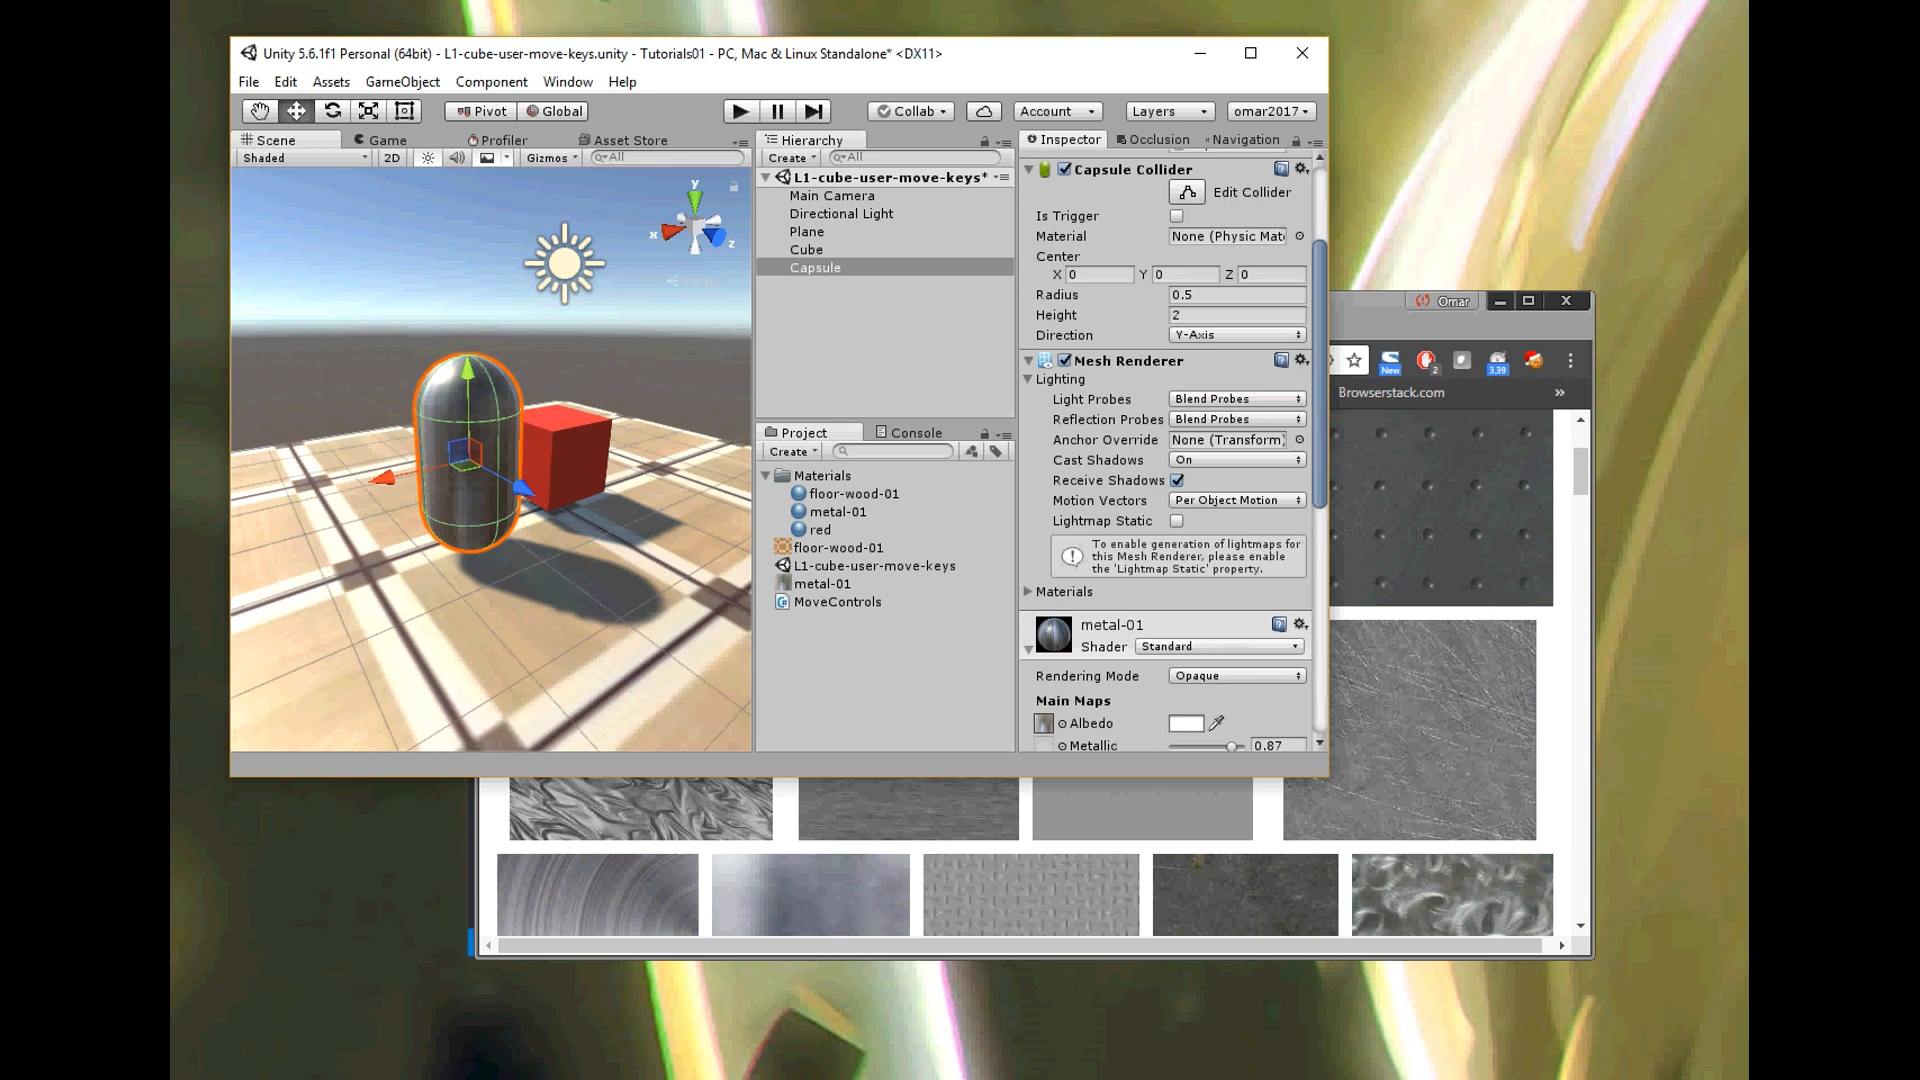 Unity 5.6.1f1 Personal (64bit) - L1-cube-user-move-keys.unity - Tutorials01 - PC, Mac & Linux Standalone* <DX11>
File Edit Assets GameObject Component Window Help
Pivot Global Collab Account Layers omar2017
Scene Game Profiler Asset Store
Shaded 2D Gizmos All
y
x
z
Persp
Hierarchy
Create All
L1-cube-user-move-keys*
Main Camera
Directional Light
Plane
Cube
Capsule
Project Console
Create
Materials
floor-wood-01
metal-01
red
floor-wood-01
L1-cube-user-move-keys
metal-01
MoveControls
Inspector Occlusion Navigation
Capsule Collider
Edit Collider
Is Trigger
Material None (Physic Mate
Center
X 0 Y 0 Z 0
Radius 0.5
Height 2
Direction Y-Axis
Mesh Renderer
Lighting
Light Probes Blend Probes
Reflection Probes Blend Probes
Anchor Override None (Transform)
Cast Shadows On
Receive Shadows
Motion Vectors Per Object Motion
Lightmap Static
To enable generation of lightmaps for
this Mesh Renderer, please enable
the 'Lightmap Static' property.
Materials
metal-01
Shader Standard
Rendering Mode Opaque
Main Maps
Albedo
Metallic 0.87
Omar
New 2 3.39
Browserstack.com »